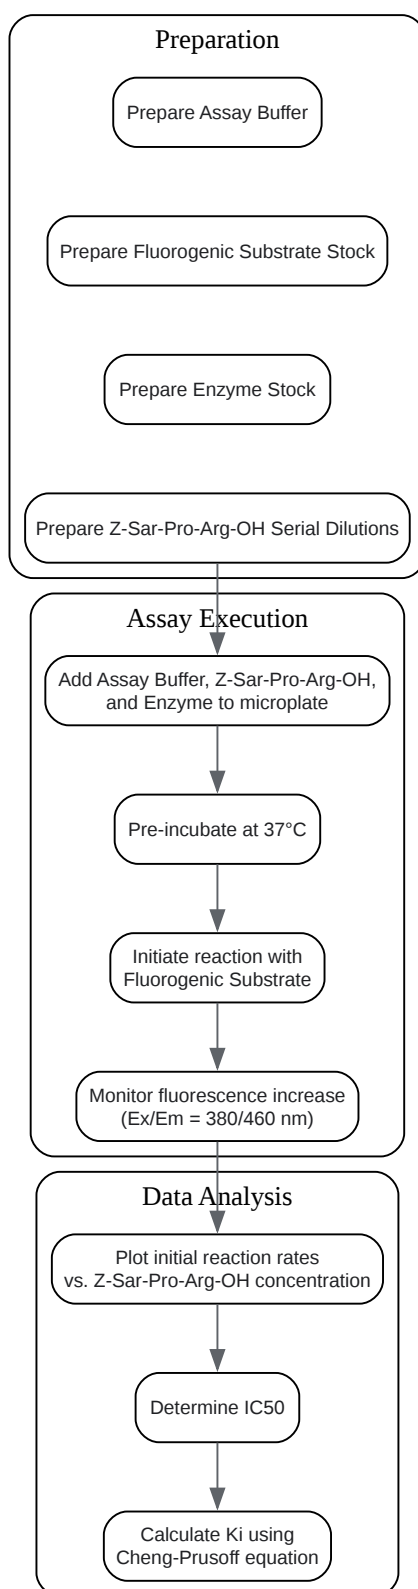 Preparation
Prepare Assay Buffer
Prepare Fluorogenic Substrate Stock
Prepare Enzyme Stock
Prepare Z-Sar-Pro-Arg-OH Serial Dilutions
Assay Execution
Add Assay Buffer, Z-Sar-Pro-Arg-OH,
and Enzyme to microplate
Pre-incubate at 37°C
Initiate reaction with
Fluorogenic Substrate
Monitor fluorescence increase
(Ex/Em = 380/460 nm)
Data Analysis
Plot initial reaction rates
vs. Z-Sar-Pro-Arg-OH concentration
Determine IC50
Calculate Ki using
Cheng-Prusoff equation